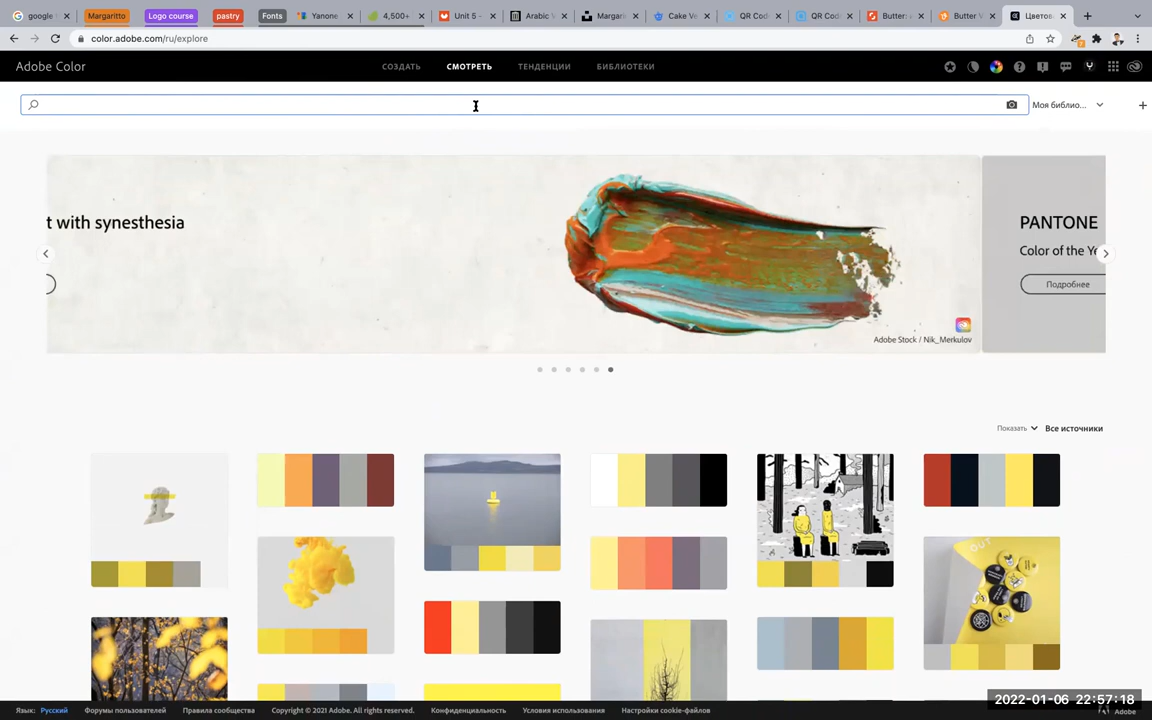 google t
Margaritto
Logo course
pastry
Fonts
Yanone
4,500+
Unit 5 -
Arabic V
Margari
Cake Ve
QR Cod
QR Cod
Butter
Butter V
Цветов
color.adobe.com/ru/explore
Adobe Color
СОЗДАТЬ
СМОТРЕТЬ
ТЕНДЕНЦИИ
БИБЛИОТЕКИ
Моя библио...
t with synesthesia
PANTONE
Color of the Ye
Подробнее
Adobe Stock / Nik_Merkulov
Показать
Все источники
OUT
2022-01-06 22:57:18
Язык: Русский
Форумы пользователей
Правила сообщества
Copyright © 2021 Adobe. All rights reserved.
Конфиденциальность
Условия использования
Настройки cookie-файлов
Adobe